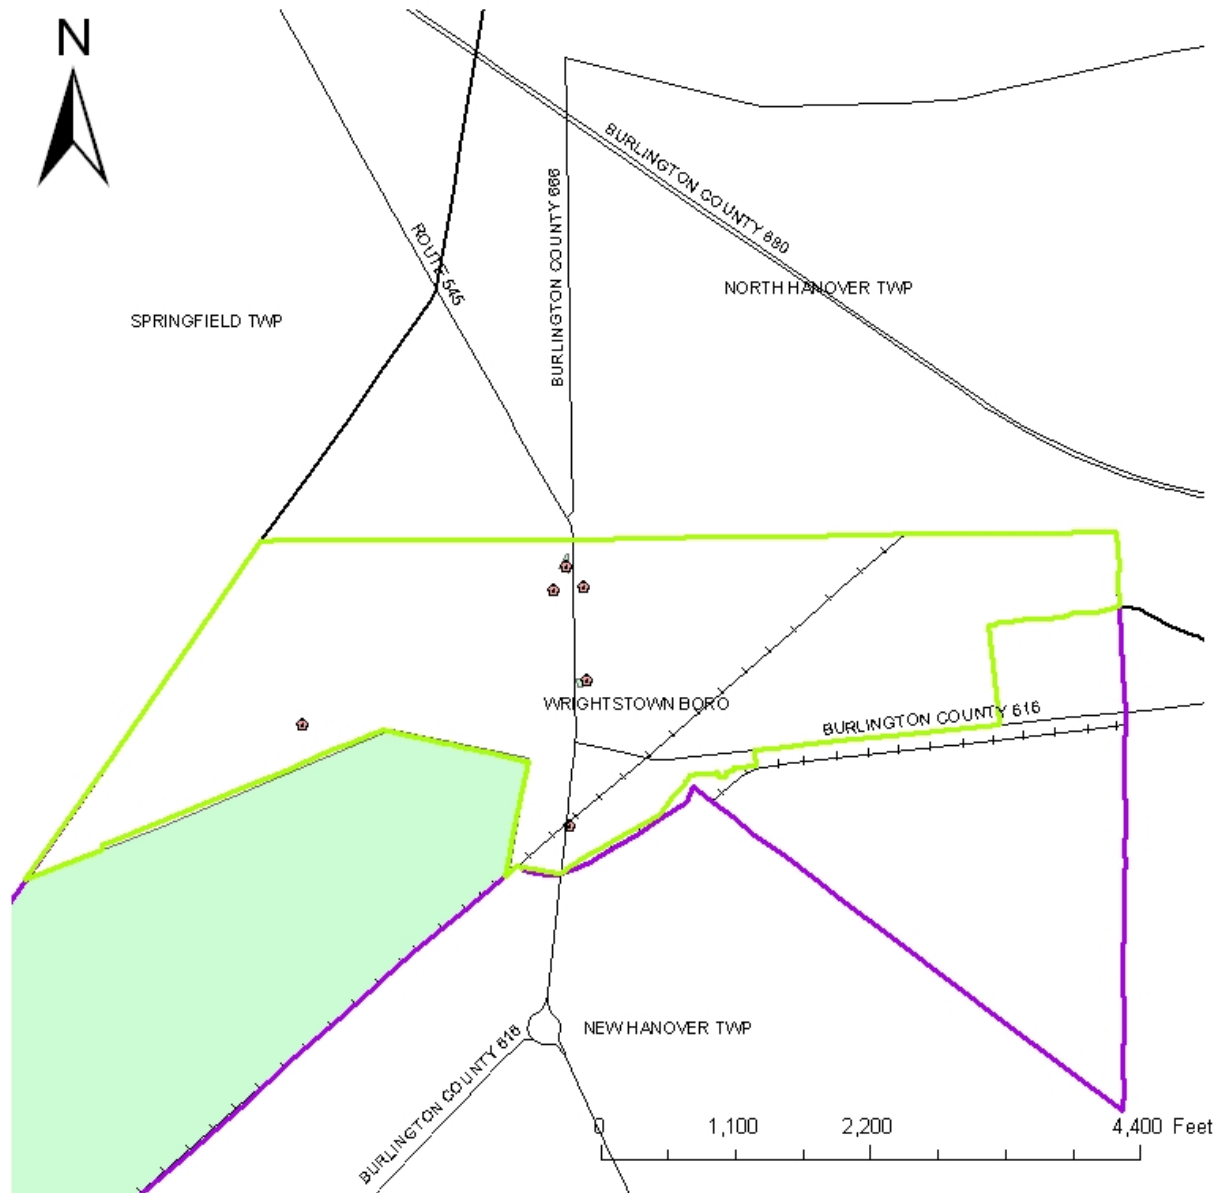 N
BURLINGTON COUNTY 680
BURLINGTON COUNTY 666
ROUTE 545
NORTH HANOVER TWP
SPRINGFIELD TWP
WRIGHTSTOWN BORO
BURLINGTON COUNTY 616
NEW HANOVER TWP
BURLINGTON COUNTY 616
0 1,100 2,200 4,400 Feet